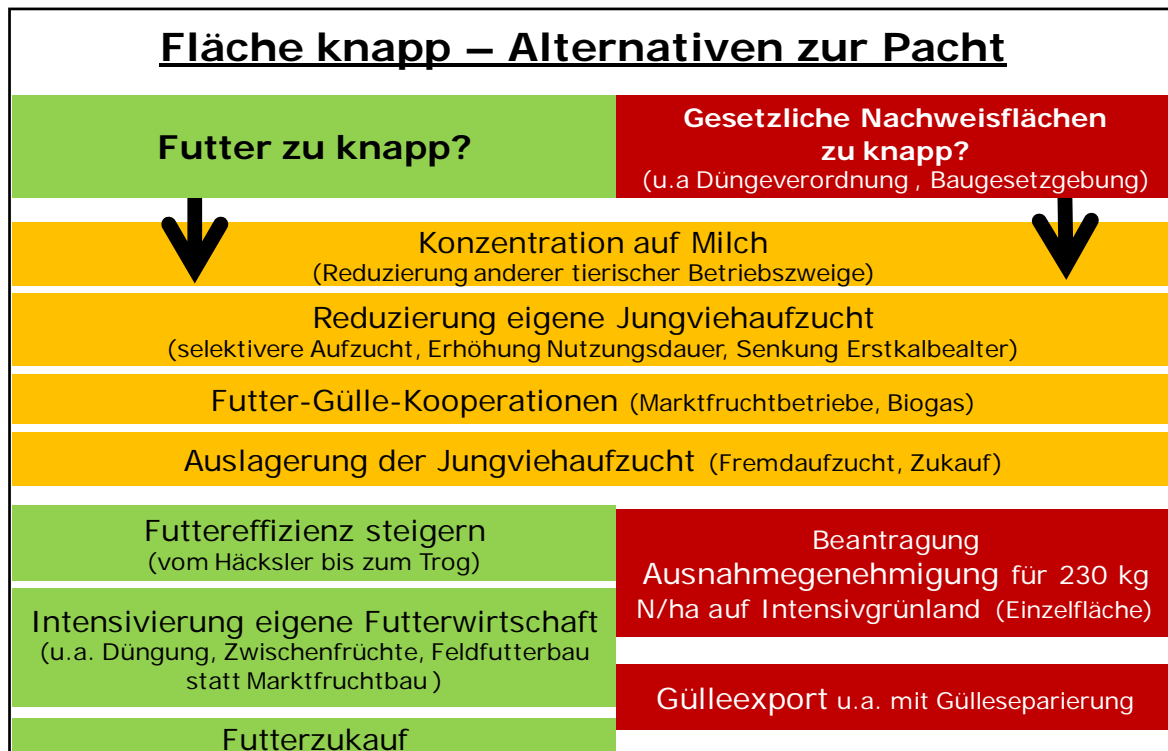 Fläche knapp – Alternativen zur Pacht
Futter zu knapp?
Gesetzliche Nachweisflächen
zu knapp?
(u.a Düngeverordnung , Baugesetzgebung)
Konzentration auf Milch
(Reduzierung anderer tierischer Betriebszweige)
Reduzierung eigene Jungviehaufzucht
(selektivere Aufzucht, Erhöhung Nutzungsdauer, Senkung Erstkalbealter)
Futter-Gülle-Kooperationen (Marktfruchtbetriebe, Biogas)
Auslagerung der Jungviehaufzucht (Fremdaufzucht, Zukauf)
Futtereffizienz steigern
(vom Häcksler bis zum Trog)
Intensivierung eigene Futterwirtschaft
(u.a. Düngung, Zwischenfrüchte, Feldfutterbau
statt Marktfruchtbau )
Futterzukauf
Beantragung
Ausnahmegenehmigung für 230 kg
N/ha auf Intensivgrünland (Einzelfläche)
Gülleexport u.a. mit Gülleseparierung